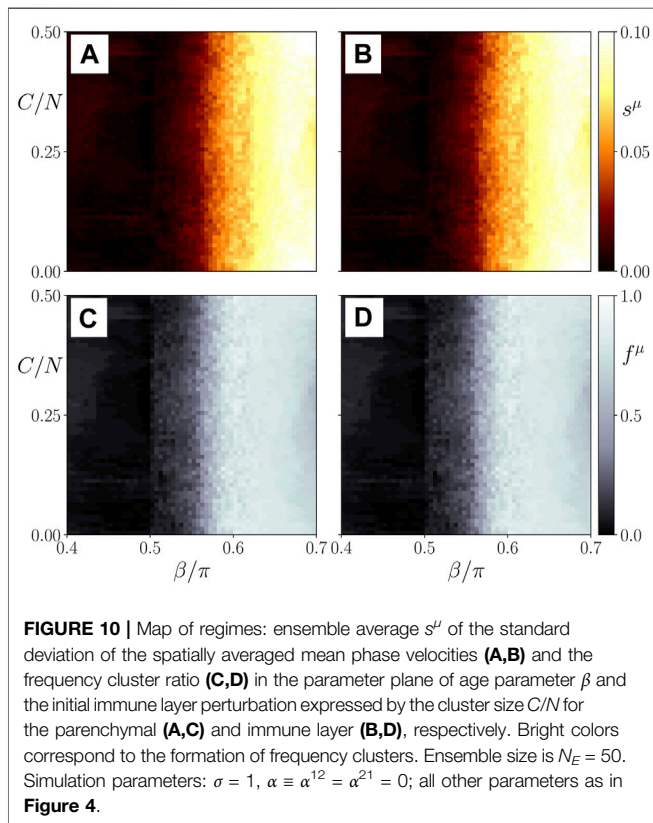 0.50
A
B
0.10
C/N
0.25
s^μ
0.05
0.00
0.00
0.50
C
D
1.0
C/N
0.25
f^μ
0.5
0.00
0.0
0.4 0.5 0.6 0.7 0.4 0.5 0.6 0.7
β/π β/π
FIGURE 10 | Map of regimes: ensemble average s^μ of the standard
deviation of the spatially averaged mean phase velocities (A,B) and the
frequency cluster ratio (C,D) in the parameter plane of age parameter β and
the initial immune layer perturbation expressed by the cluster size C/N for
the parenchymal (A,C) and immune layer (B,D), respectively. Bright colors
correspond to the formation of frequency clusters. Ensemble size is N_E = 50.
Simulation parameters: σ = 1, α ≡ α^12 = α^21 = 0; all other parameters as in
Figure 4.